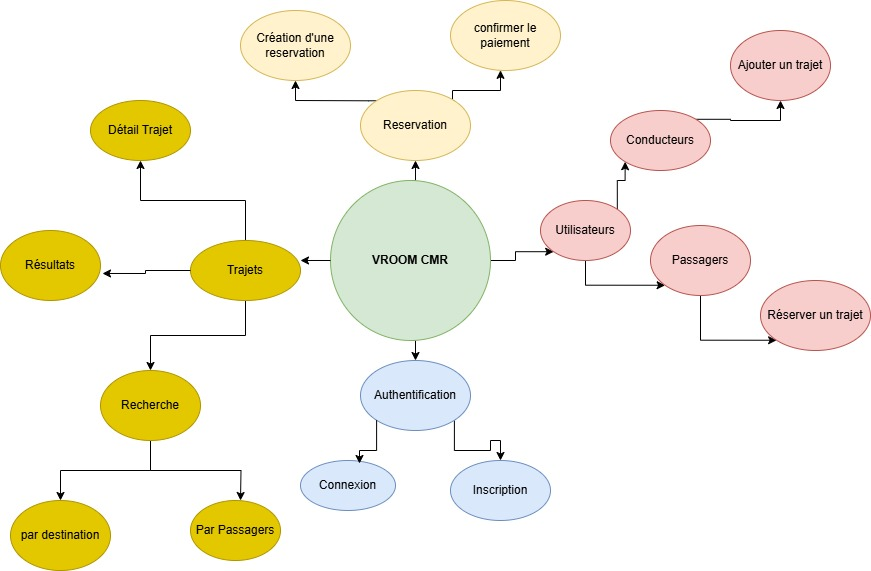 Création d'une
reservation
confirmer le
paiement
Ajouter un trajet
Détail Trajet
Reservation
Conducteurs
Utilisateurs
Résultats
Trajets
VROOM CMR
Passagers
Réserver un trajet
Recherche
Authentification
Connexion
Inscription
par destination
Par Passagers